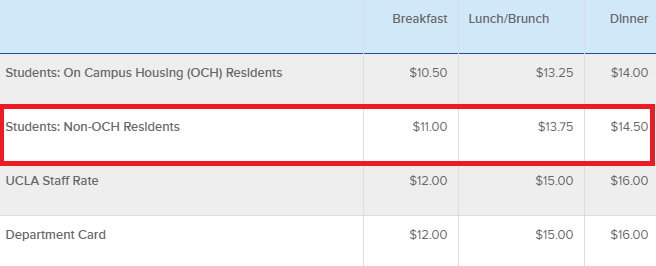 Breakfast Lunch/Brunch Dinner
Students: On Campus Housing (OCH) Residents $10.50 $13.25 $14.00
Students: Non-OCH Residents $11.00 $13.75 $14.50
UCLA Staff Rate $12.00 $15.00 $16.00
Department Card $12.00 $15.00 $16.00